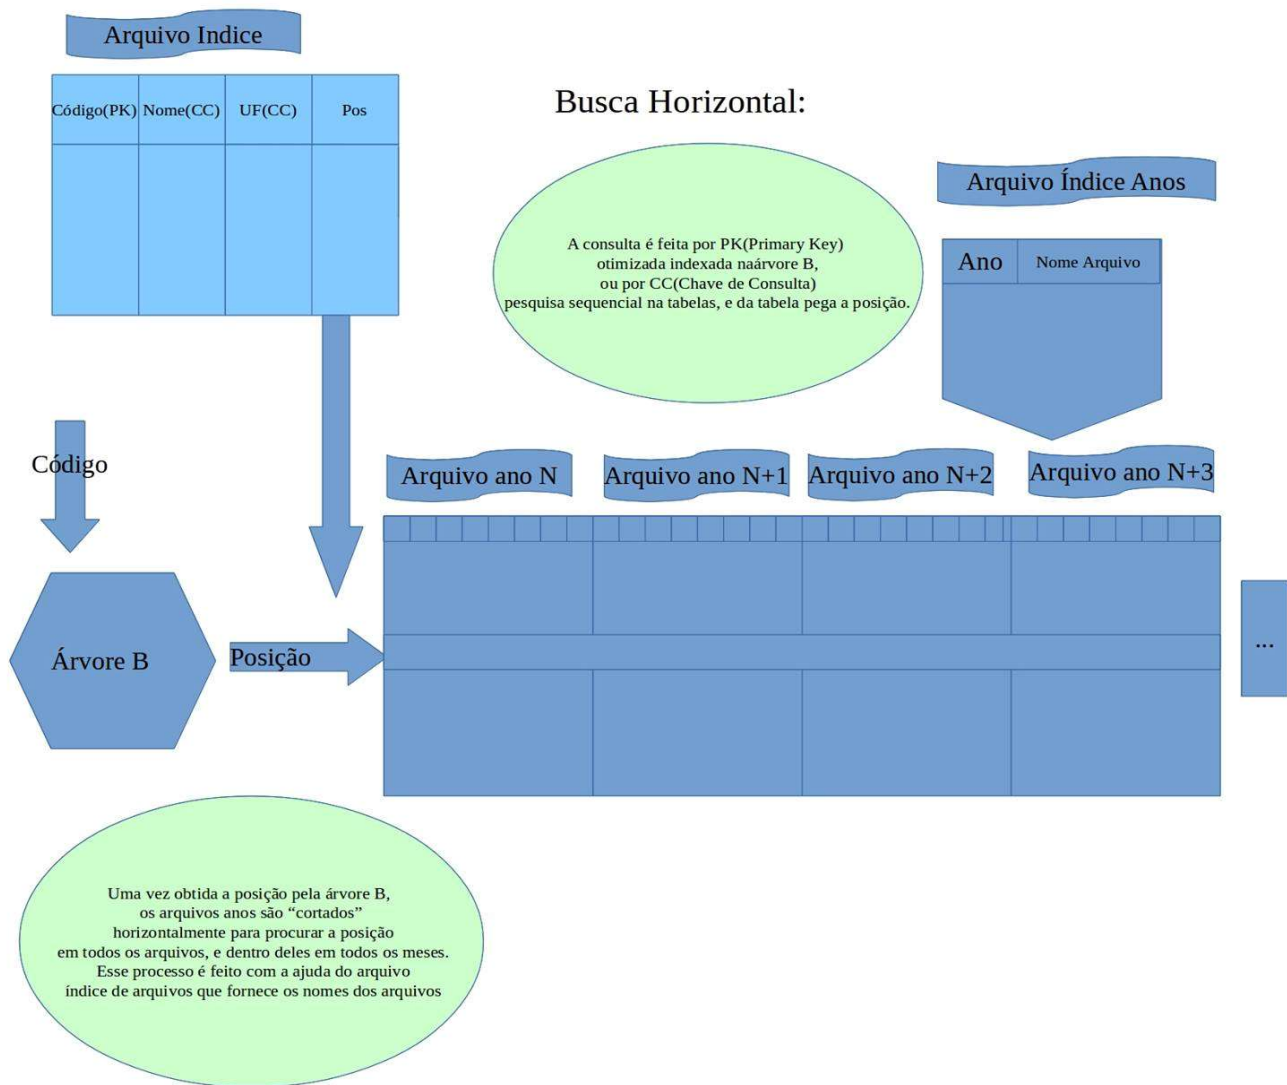 Arquivo Indice
Código(PK) Nome(CC) UF(CC) Pos
Busca Horizontal:
A consulta é feita por PK(Primary Key)
otimizada indexada naárvore B,
ou por CC(Chave de Consulta)
pesquisa sequencial na tabelas, e da tabela pega a posição.
Arquivo Índice Anos
Ano Nome Arquivo
Código
Arquivo ano N Arquivo ano N+1 Arquivo ano N+2 Arquivo ano N+3
Árvore B
Posição
...
Uma vez obtida a posição pela árvore B,
os arquivos anos são “cortados”
horizontalmente para procurar a posição
em todos os arquivos, e dentro deles em todos os meses.
Esse processo é feito com a ajuda do arquivo
índice de arquivos que fornece os nomes dos arquivos